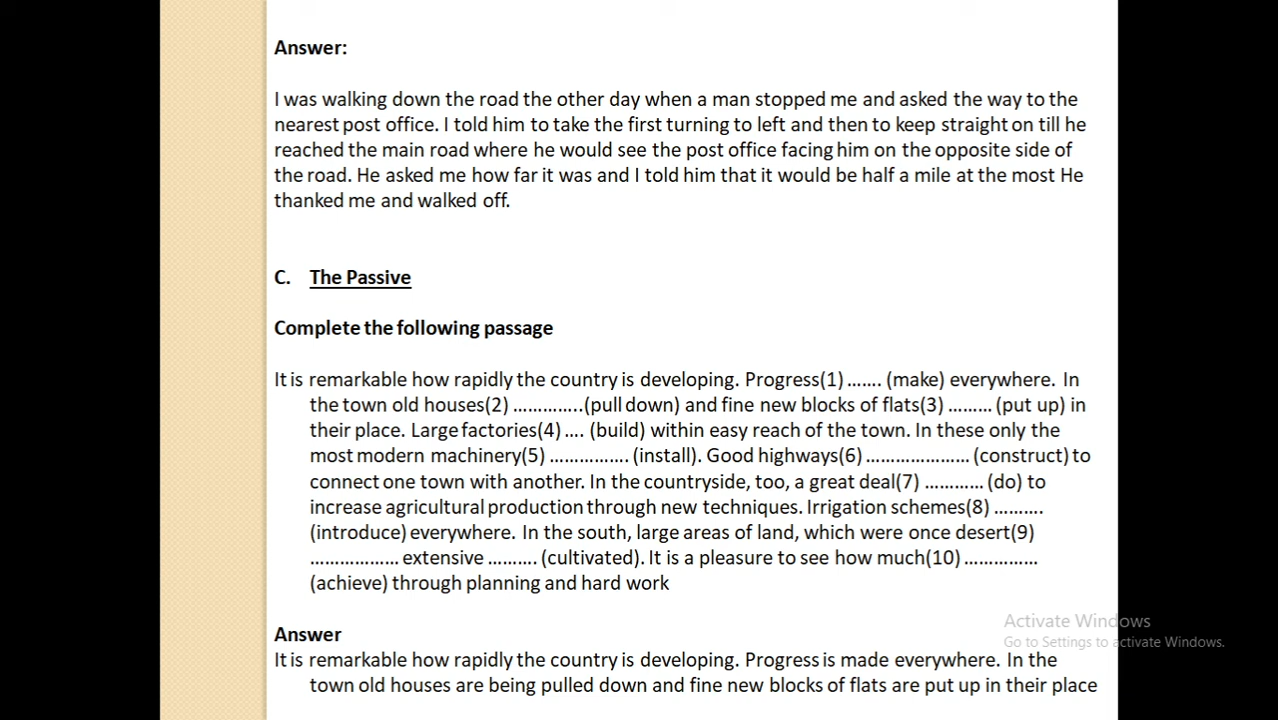 Answer:
I was walking down the road the other day when a man stopped me and asked the way to the
nearest post office. I told him to take the first turning to left and then to keep straight on till he
reached the main road where he would see the post office facing him on the opposite side of
the road. He asked me how far it was and I told him that it would be half a mile at the most He
thanked me and walked off.
C. The Passive
Complete the following passage
It is remarkable how rapidly the country is developing. Progress(1) ....... (make) everywhere. In
the town old houses(2) ..............(pull down) and fine new blocks of flats(3) ......... (put up) in
their place. Large factories(4) .... (build) within easy reach of the town. In these only the
most modern machinery(5) ................ (install). Good highways(6) ..................... (construct) to
connect one town with another. In the countryside, too, a great deal(7) ............ (do) to
increase agricultural production through new techniques. Irrigation schemes(8) ..........
(introduce) everywhere. In the south, large areas of land, which were once desert(9)
.................. extensive .......... (cultivated). It is a pleasure to see how much(10) ...............
(achieve) through planning and hard work
Answer
It is remarkable how rapidly the country is developing. Progress is made everywhere. In the
town old houses are being pulled down and fine new blocks of flats are put up in their place
Activate Windows
Go to Settings to activate Windows.